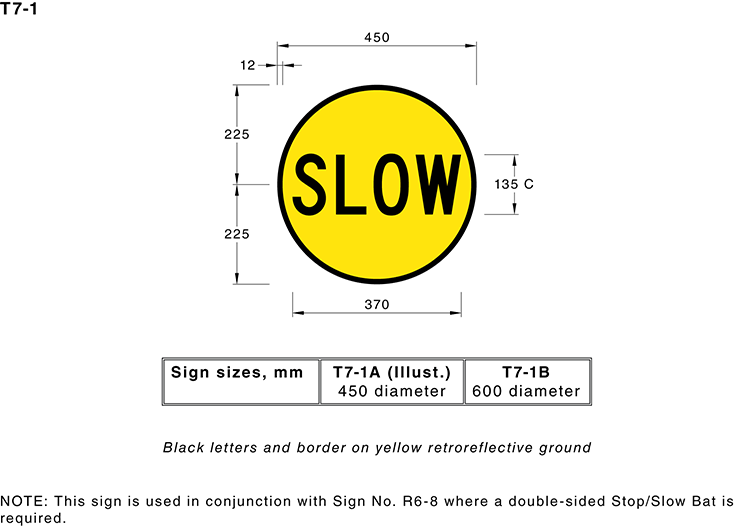 T7-1
450
12
225
SLOW
135 C
225
370
Sign sizes, mm
T7-1A (Illust.)
450 diameter
T7-1B
600 diameter
Black letters and border on yellow retroreflective ground
NOTE: This sign is used in conjunction with Sign No. R6-8 where a double-sided Stop/Slow Bat is
required.